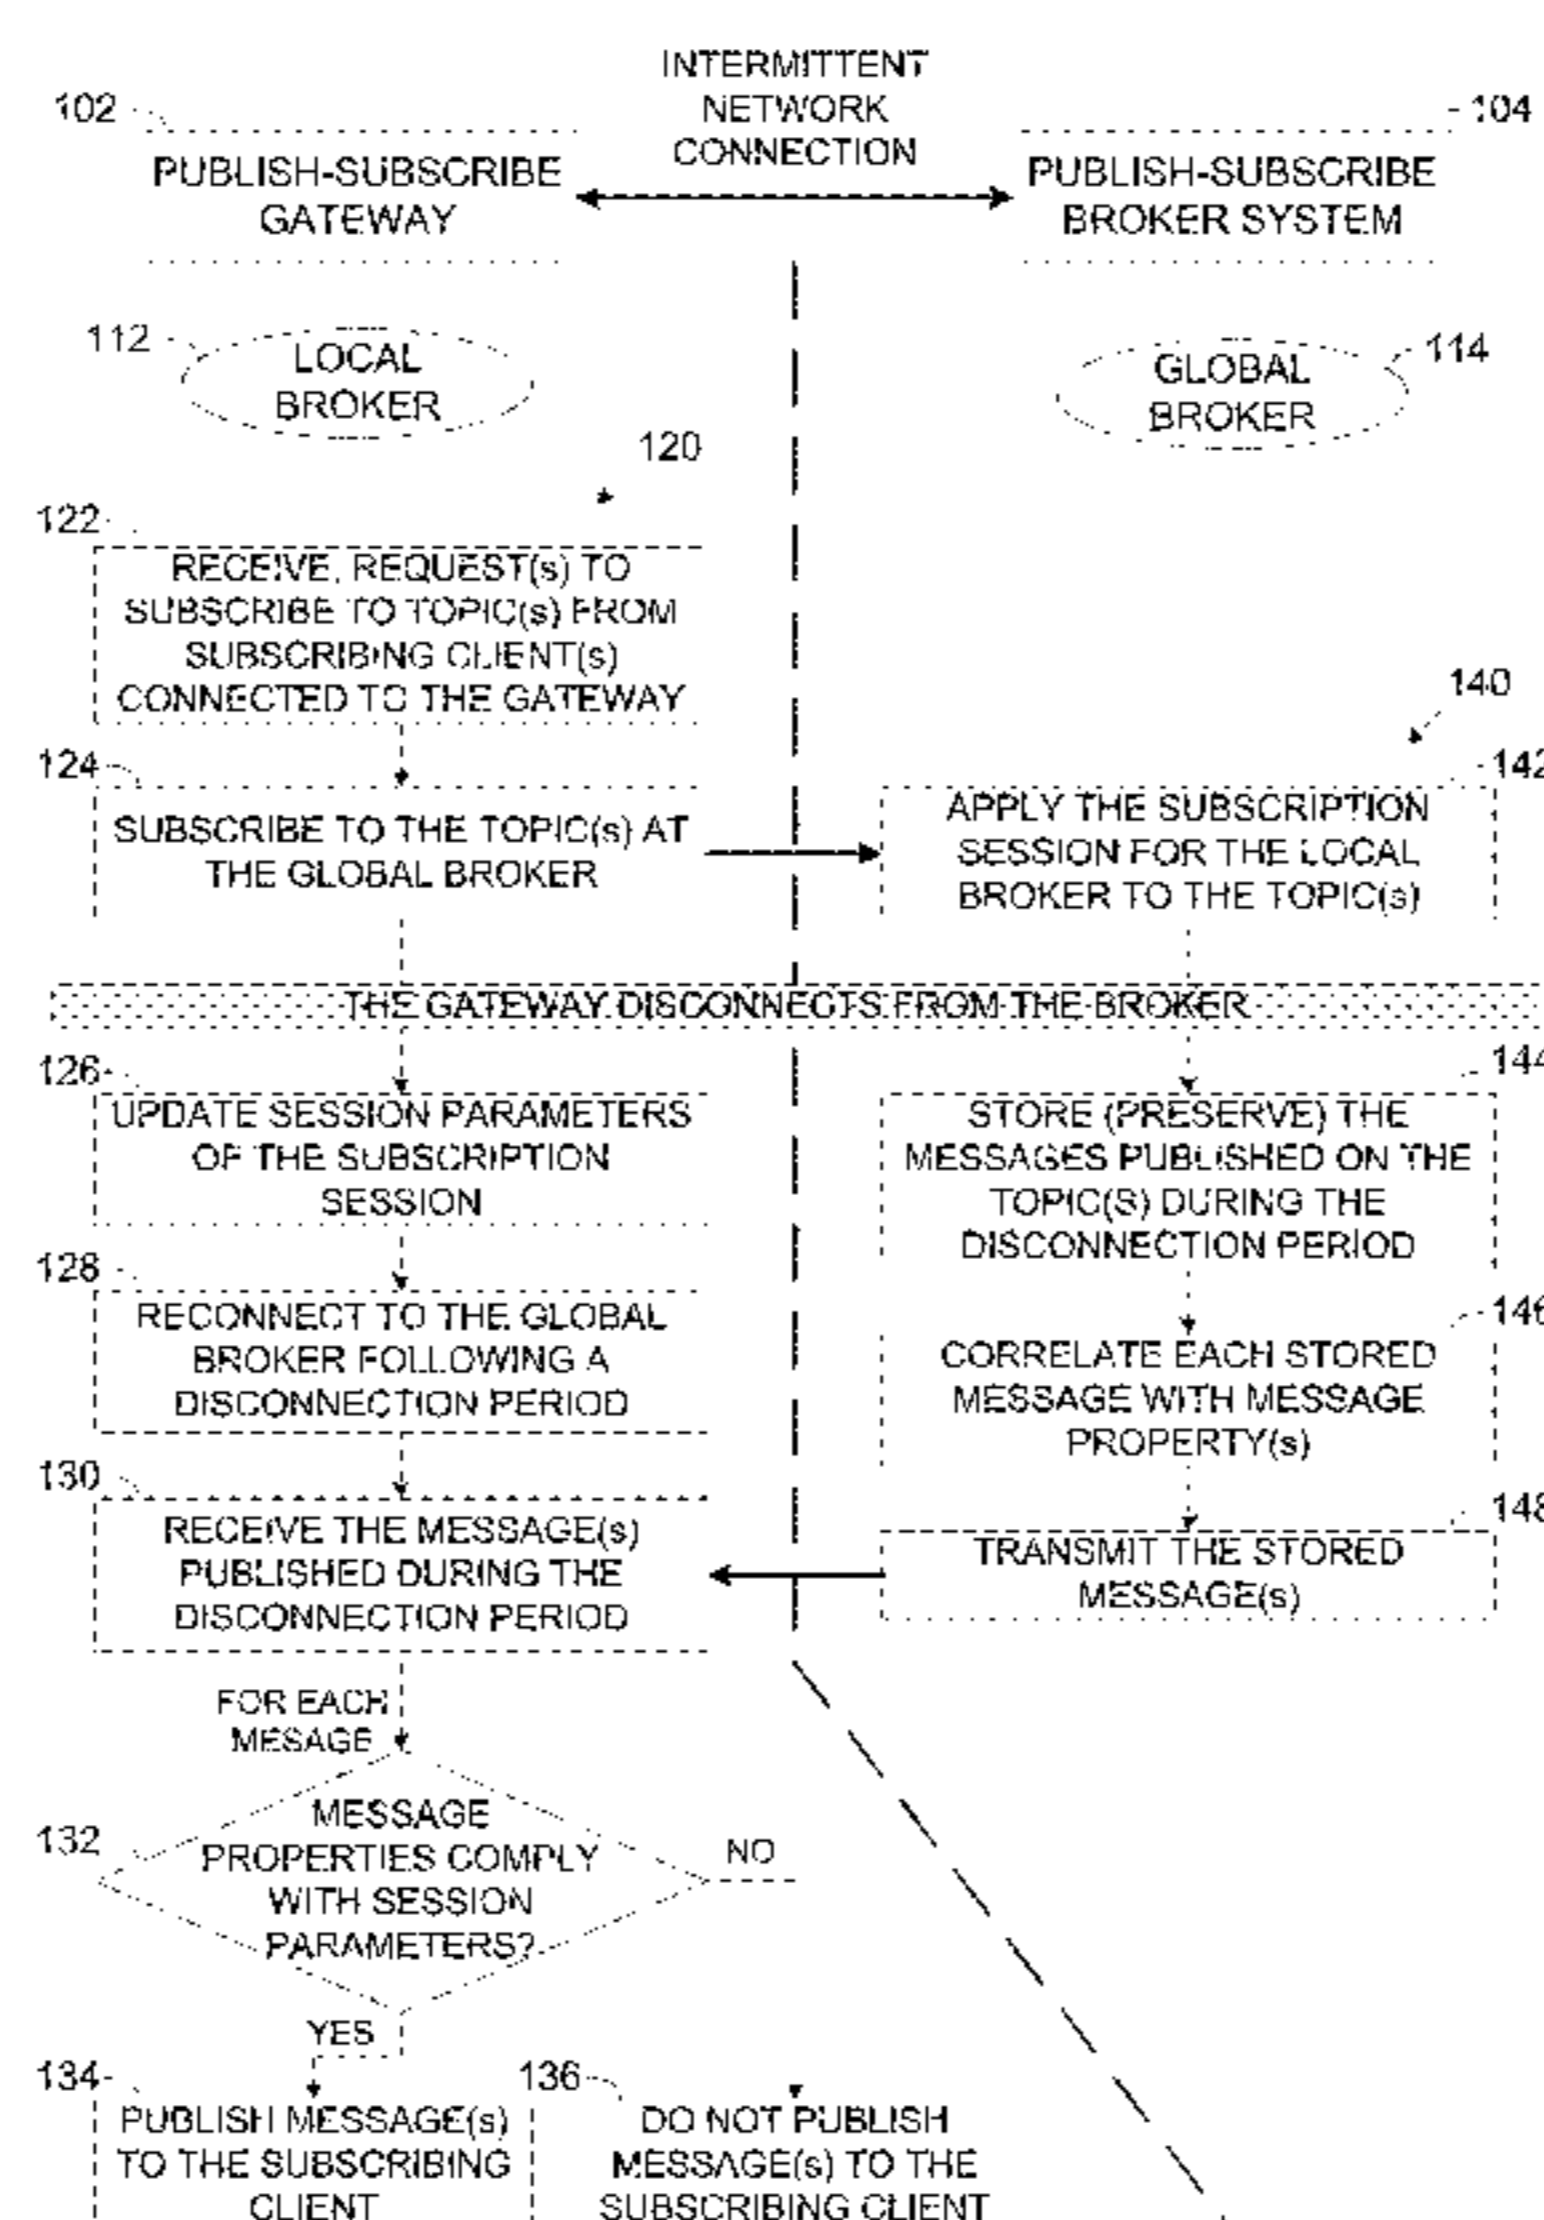 INTERMITTENT
NETWORK
CONNECTION
102
104
PUBLISH-SUBSCRIBE
GATEWAY
PUBLISH-SUBSCRIBE
BROKER SYSTEM
112
LOCAL
BROKER
114
GLOBAL
BROKER
120
122
RECEIVE, REQUEST(s) TO
SUBSCRIBE TO TOPIC(s) FROM
SUBSCRIBING CLIENT(s)
CONNECTED TO THE GATEWAY
140
124
SUBSCRIBE TO THE TOPIC(s) AT
THE GLOBAL BROKER
142
APPLY THE SUBSCRIPTION
SESSION FOR THE LOCAL
BROKER TO THE TOPIC(s)
THE GATEWAY DISCONNECTS FROM THE BROKER
126
UPDATE SESSION PARAMETERS
OF THE SUBSCRIPTION
SESSION
144
STORE (PRESERVE) THE
MESSAGES PUBLISHED ON THE
TOPIC(S) DURING THE
DISCONNECTION PERIOD
128
RECONNECT TO THE GLOBAL
BROKER FOLLOWING A
DISCONNECTION PERIOD
146
CORRELATE EACH STORED
MESSAGE WITH MESSAGE
PROPERTY(s)
130
RECEIVE THE MESSAGE(s)
PUBLISHED DURING THE
DISCONNECTION PERIOD
148
TRANSMIT THE STORED
MESSAGE(s)
FOR EACH
MESAGE
132
MESSAGE
PROPERTIES COMPLY
WITH SESSION
PARAMETERS?
NO
YES
134
PUBLISH MESSAGE(s)
TO THE SUBSCRIBING
CLIENT
136
DO NOT PUBLISH
MESSAGE(s) TO THE
SUBSCRIBING CLIENT